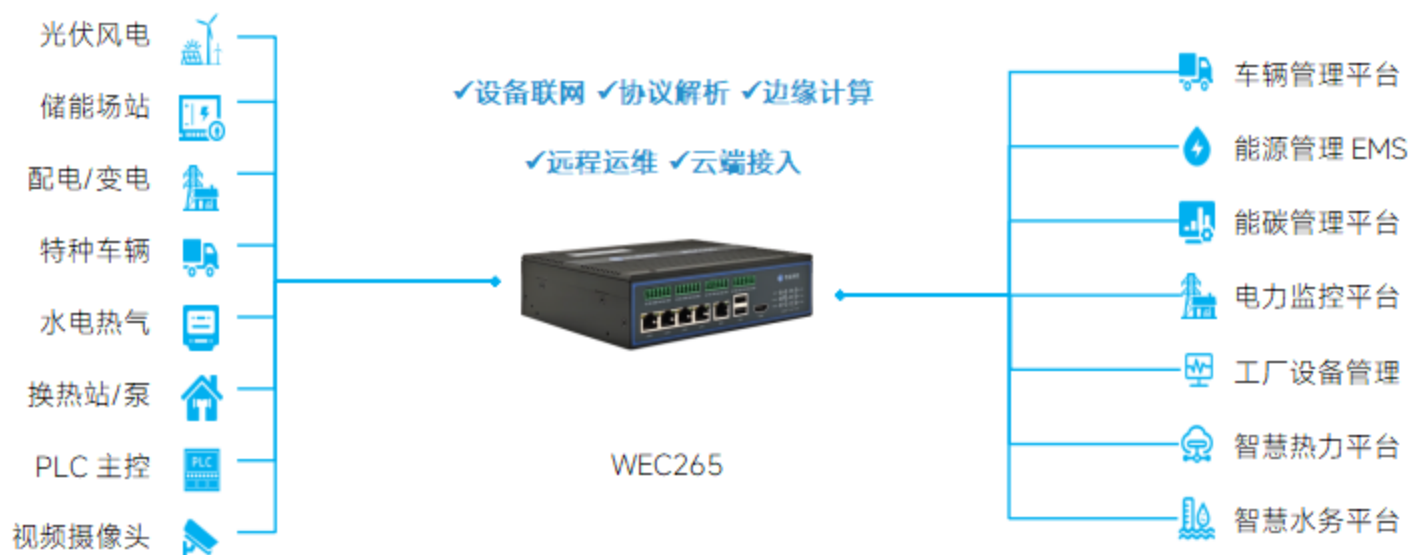 光伏风电
储能场站
配电/变电
特种车辆
水电热气
换热站/泵
PLC 主控
PLC
视频摄像头
✓设备联网 ✓协议解析 ✓边缘计算
✓远程运维 ✓云端接入
WEC265
车辆管理平台
能源管理 EMS
能碳管理平台
电力监控平台
工厂设备管理
智慧热力平台
智慧水务平台